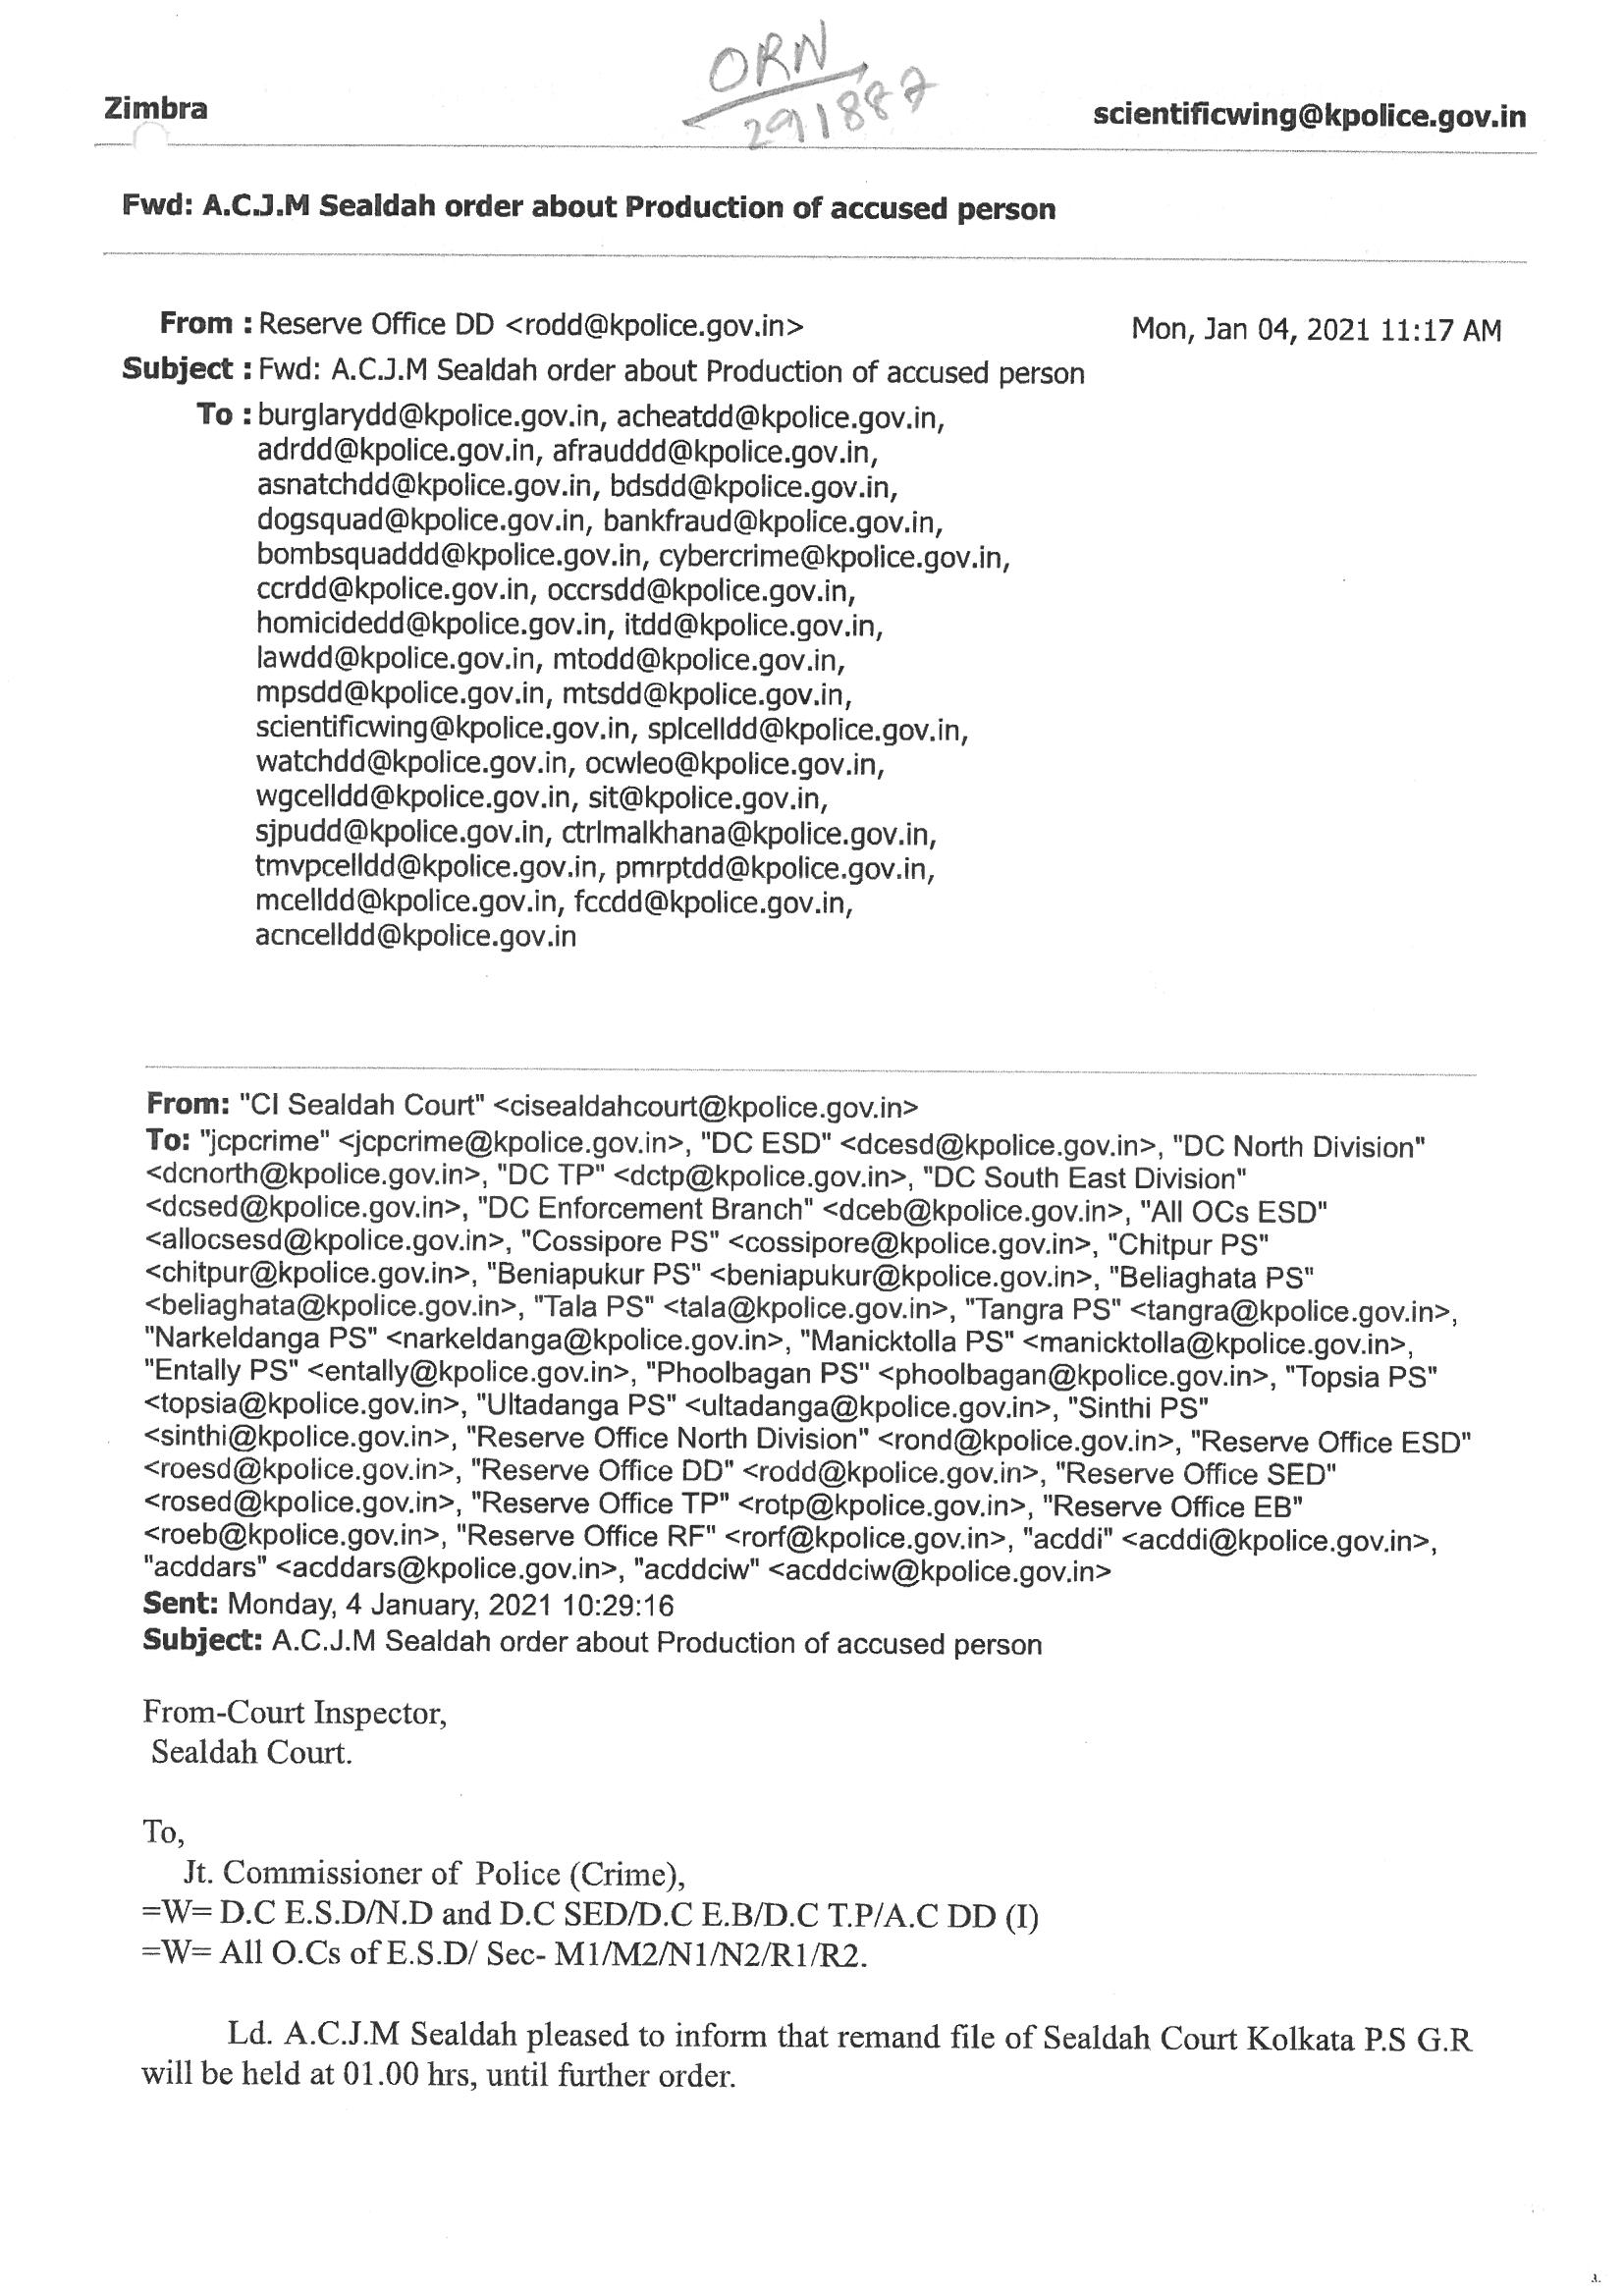 ORN
291887
Zimbra
scientificwing@kpolice.gov.in
Fwd: A.C.J.M Sealdah order about Production of accused person
From : Reserve Office DD <rodd@kpolice.gov.in>
Mon, Jan 04, 2021 11:17 AM
Subject : Fwd: A.C.J.M Sealdah order about Production of accused person
To : burglarydd@kpolice.gov.in, acheatdd@kpolice.gov.in,
adrdd@kpolice.gov.in, afrauddd@kpolice.gov.in,
asnatchdd@kpolice.gov.in, bdsdd@kpolice.gov.in,
dogsquad@kpolice.gov.in, bankfraud@kpolice.gov.in,
bombsquaddd@kpolice.gov.in, cybercrime@kpolice.gov.in,
ccrdd@kpolice.gov.in, occrsdd@kpolice.gov.in,
homicidedd@kpolice.gov.in, itdd@kpolice.gov.in,
lawdd@kpolice.gov.in, mtodd@kpolice.gov.in,
mpsdd@kpolice.gov.in, mtsdd@kpolice.gov.in,
scientificwing@kpolice.gov.in, splcelldd@kpolice.gov.in,
watchdd@kpolice.gov.in, ocwleo@kpolice.gov.in,
wgcelldd@kpolice.gov.in, sit@kpolice.gov.in,
sjpudd@kpolice.gov.in, ctrlmalkhana@kpolice.gov.in,
tmvpcelldd@kpolice.gov.in, pmrptdd@kpolice.gov.in,
mcelldd@kpolice.gov.in, fccdd@kpolice.gov.in,
acncelldd@kpolice.gov.in
From: "CI Sealdah Court" <cisealdahcourt@kpolice.gov.in>
To: "jcpcrime" <jcpcrime@kpolice.gov.in>, "DC ESD" <dcesd@kpolice.gov.in>, "DC North Division"
<dcnorth@kpolice.gov.in>, "DC TP" <dctp@kpolice.gov.in>, "DC South East Division"
<dcsed@kpolice.gov.in>, "DC Enforcement Branch" <dceb@kpolice.gov.in>, "All OCs ESD"
<allocsesd@kpolice.gov.in>, "Cossipore PS" <cossipore@kpolice.gov.in>, "Chitpur PS"
<chitpur@kpolice.gov.in>, "Beniapukur PS" <beniapukur@kpolice.gov.in>, "Beliaghata PS"
<beliaghata@kpolice.gov.in>, "Tala PS" <tala@kpolice.gov.in>, "Tangra PS" <tangra@kpolice.gov.in>,
"Narkeldanga PS" <narkeldanga@kpolice.gov.in>, "Manicktolla PS" <manicktolla@kpolice.gov.in>,
"Entally PS" <entally@kpolice.gov.in>, "Phoolbagan PS" <phoolbagan@kpolice.gov.in>, "Topsia PS"
<topsia@kpolice.gov.in>, "Ultadanga PS" <ultadanga@kpolice.gov.in>, "Sinthi PS"
<sinthi@kpolice.gov.in>, "Reserve Office North Division" <rond@kpolice.gov.in>, "Reserve Office ESD"
<roesd@kpolice.gov.in>, "Reserve Office DD" <rodd@kpolice.gov.in>, "Reserve Office SED"
<rosed@kpolice.gov.in>, "Reserve Office TP" <rotp@kpolice.gov.in>, "Reserve Office EB"
<roeb@kpolice.gov.in>, "Reserve Office RF" <rorf@kpolice.gov.in>, "acddi" <acddi@kpolice.gov.in>,
"acddars" <acddars@kpolice.gov.in>, "acddciw" <acddciw@kpolice.gov.in>
Sent: Monday, 4 January, 2021 10:29:16
Subject: A.C.J.M Sealdah order about Production of accused person
From-Court Inspector,
Sealdah Court.
To,
Jt. Commissioner of Police (Crime),
=W= D.C E.S.D/N.D and D.C SED/D.C E.B/D.C T.P/A.C DD (I)
=W= All O.Cs of E.S.D/ Sec- M1/M2/N1/N2/R1/R2.
Ld. A.C.J.M Sealdah pleased to inform that remand file of Sealdah Court Kolkata P.S G.R
will be held at 01.00 hrs, until further order.